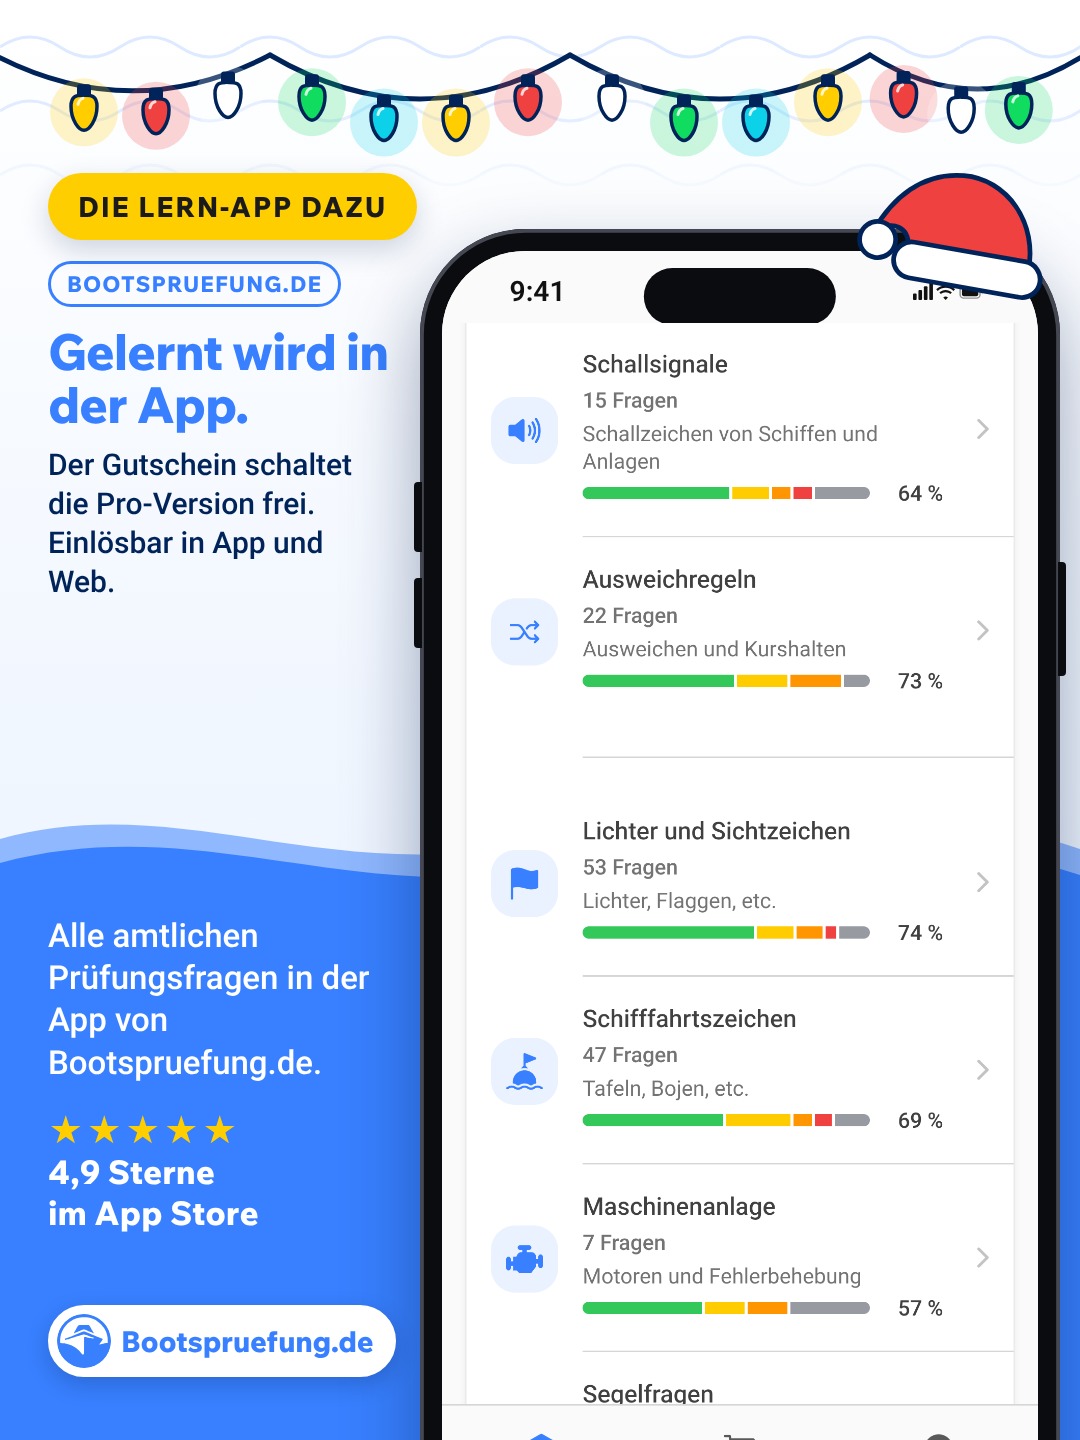 DIE LERN-APP DAZU
BOOTSPRUEFUNG.DE
Gelernt wird in
der App.
Der Gutschein schaltet
die Pro-Version frei.
Einlösbar in App und
Web.
Alle amtlichen
Prüfungsfragen in der
App von
Bootspruefung.de.
4,9 Sterne
im App Store
Bootspruefung.de
9:41
Schallsignale
15 Fragen
Schallzeichen von Schiffen und
Anlagen
64 %
Ausweichregeln
22 Fragen
Ausweichen und Kurshalten
73 %
Lichter und Sichtzeichen
53 Fragen
Lichter, Flaggen, etc.
74 %
Schifffahrtszeichen
47 Fragen
Tafeln, Bojen, etc.
69 %
Maschinenanlage
7 Fragen
Motoren und Fehlerbehebung
57 %
Segelfragen